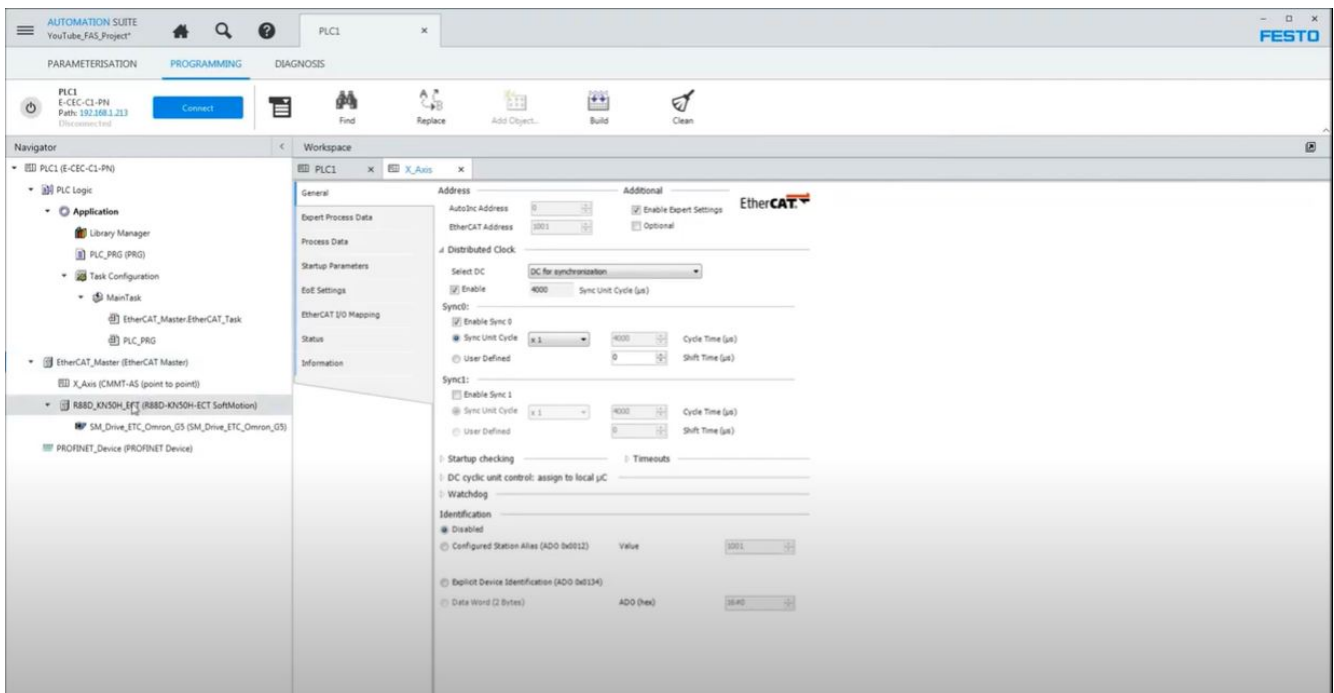 AUTOMATION SUITE
YouTube_FAS_Project*
PLC1
FESTO
PARAMETERISATION PROGRAMMING DIAGNOSIS
PLC1
E-CEC-C1-PN
Path: 192.168.1.213
Disconnected
Connect
Find
Replace
Add Object...
Build
Clean
Navigator
Workspace
PLC1 (E-CEC-C1-PN)
PLC Logic
Application
Library Manager
PLC_PRG (PRG)
Task Configuration
MainTask
EtherCAT_Master.EtherCAT_Task
PLC_PRG
EtherCAT_Master (EtherCAT Master)
X_Axis (CMMT-AS (point to point))
R88D_KN50H_ECT (R88D-KN50H-ECT SoftMotion)
SM_Drive_ETC_Omron_G5 (SM_Drive_ETC_Omron_G5)
PROFINET_Device (PROFINET Device)
PLC1 X_Axis
General
Expert Process Data
Process Data
Startup Parameters
EoE Settings
EtherCAT I/O Mapping
Status
Information
Address Additional
EtherCAT
AutoInc Address 0 Enable Expert Settings
EtherCAT Address 1001 Optional
Distributed Clock
Select DC DC for synchronization
Enable 4000 Sync Unit Cycle (µs)
Sync0:
Enable Sync 0
Sync Unit Cycle x 1 4000 Cycle Time (µs)
User Defined 0 Shift Time (µs)
Sync1:
Enable Sync 1
Sync Unit Cycle x 1 4000 Cycle Time (µs)
User Defined 0 Shift Time (µs)
Startup checking Timeouts
DC cyclic unit control: assign to local µC
Watchdog
Identification
Disabled
Configured Station Alias (ADO 0x0012) Value 1001
Explicit Device Identification (ADO 0x0134)
Data Word (2 Bytes) ADO (hex) 16#0